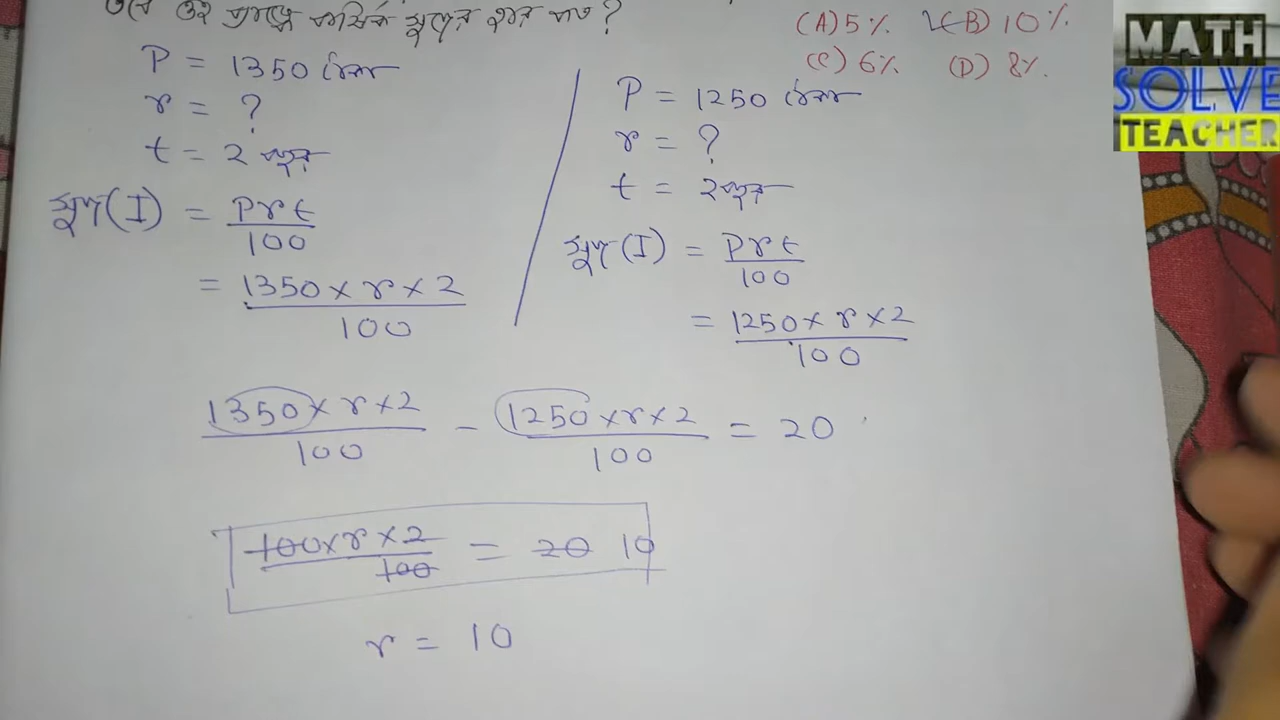 তবে ওই প্রশ্নে বার্ষিক সুদের হার কত?
(A) 5% (B) 10%
(C) 6% (D) 8%.
P = 1350 টাকা
r = ?
t = 2 বছর
সুদ(I) = Prt/100
= 1350 × r × 2/100
P = 1250 টাকা
r = ?
t = 2 বছর
সুদ(I) = Prt/100
= 1250 × r × 2/100
1350 × r × 2/100 - 1250 × r × 2/100 = 20
100 × r × 2/100 = 20 10
r = 10
MATH
SOLVE
TEACHER